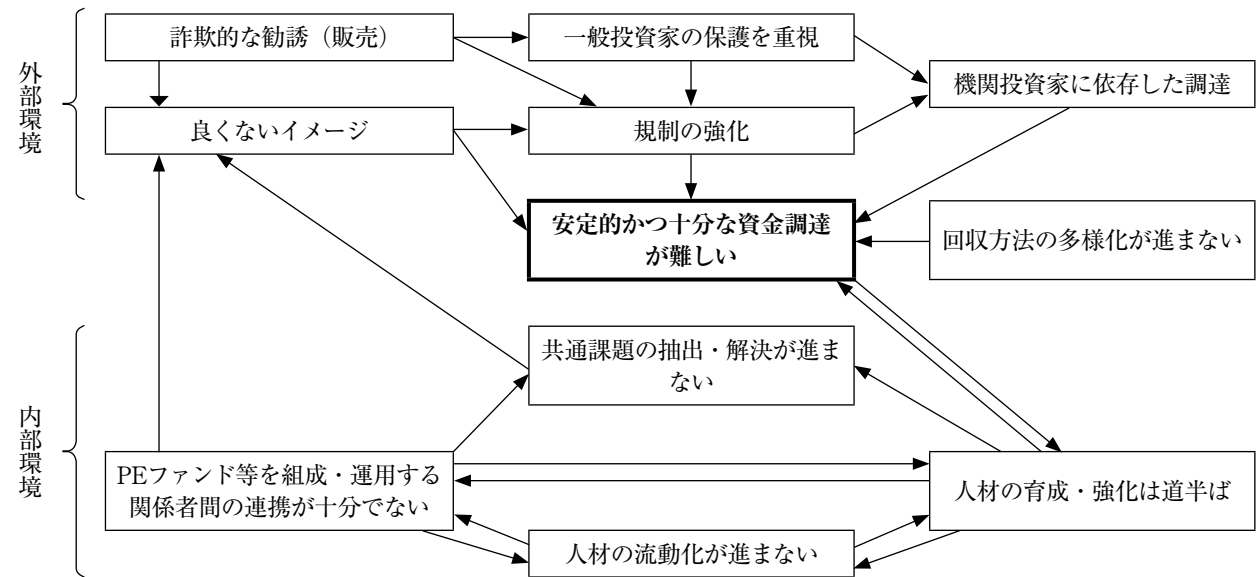 外部環境
詐欺的な勧誘（販売）
一般投資家の保護を重視
機関投資家に依存した調達
良くないイメージ
規制の強化
安定的かつ十分な資金調達
が難しい
回収方法の多様化が進まない
内部環境
共通課題の抽出・解決が進ま
ない
PEファンド等を組成・運用する
関係者間の連携が十分でない
人材の育成・強化は道半ば
人材の流動化が進まない